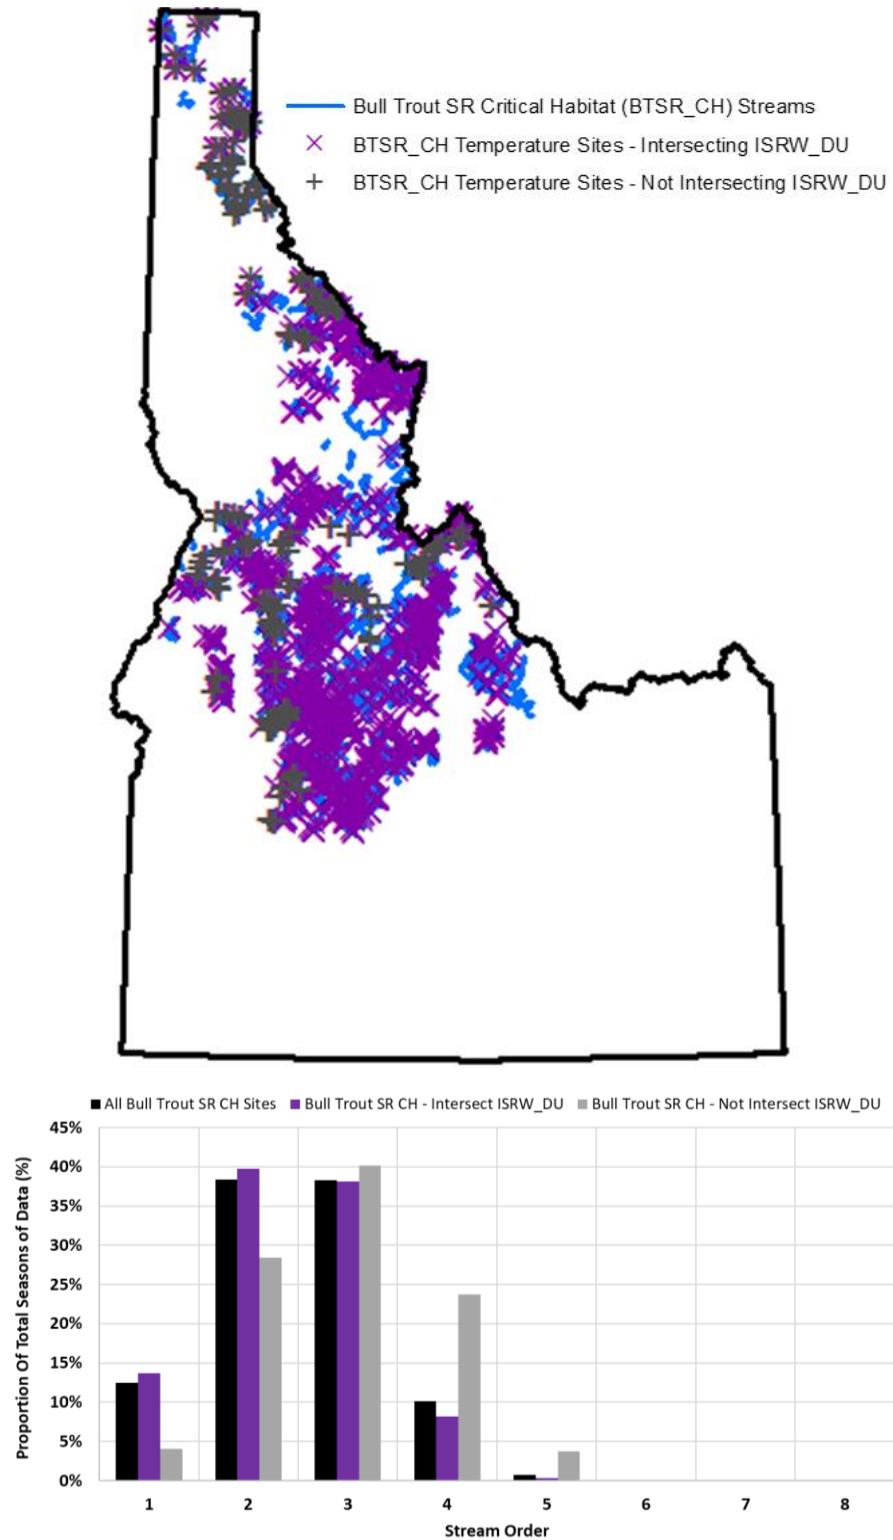 Bull Trout SR Critical Habitat (BTSR_CH) Streams
BTSR_CH Temperature Sites - Intersecting ISRW_DU
BTSR_CH Temperature Sites - Not Intersecting ISRW_DU
All Bull Trout SR CH Sites Bull Trout SR CH - Intersect ISRW_DU Bull Trout SR CH - Not Intersect ISRW_DU
Proportion Of Total Seasons of Data (%)
45%
40%
35%
30%
25%
20%
15%
10%
5%
0%
1 2 3 4 5 6 7 8
Stream Order